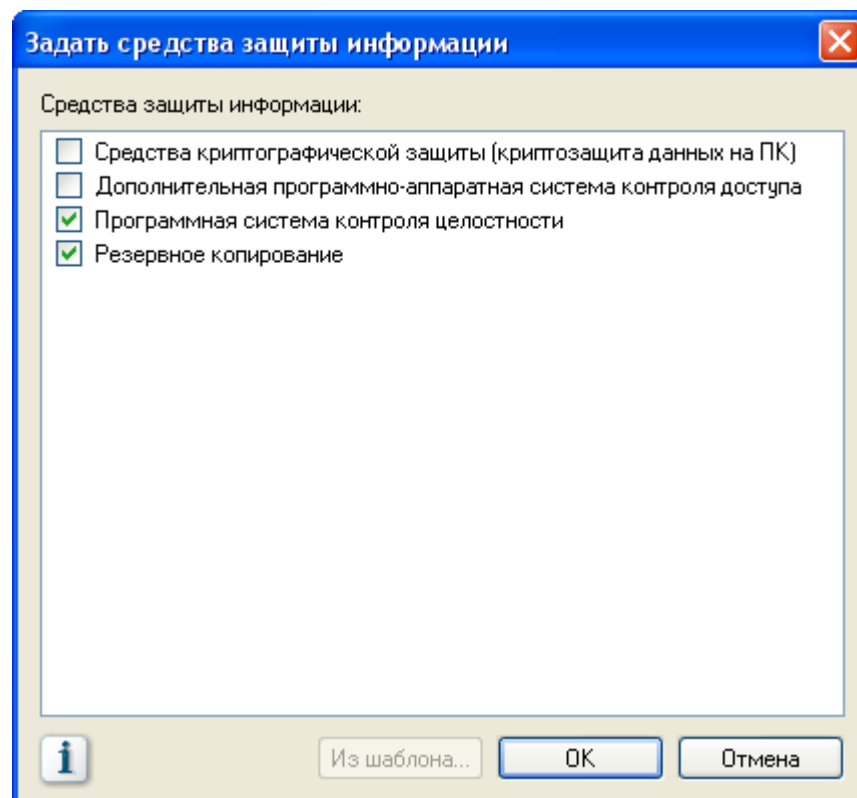 Задать средства защиты информации
Средства защиты информации:
Средства криптографической защиты (криптозащита данных на ПК)
Дополнительная программно-аппаратная система контроля доступа
Программная система контроля целостности
Резервное копирование
Из шаблона...
OK
Отмена